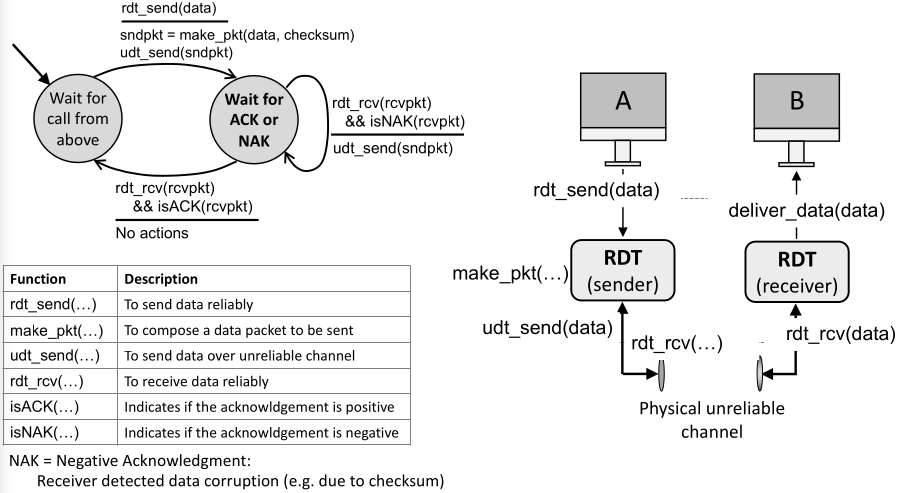 rdt_send(data)
sndpkt = make_pkt(data, checksum)
udt_send(sndpkt)
Wait for
call from
above
Wait for
ACK or
NAK
rdt_rcv(rcvpkt)
&& isNAK(rcvpkt)
udt_send(sndpkt)
rdt_rcv(rcvpkt)
&& isACK(rcvpkt)
No actions
Function Description
rdt_send(…) To send data reliably
make_pkt(…) To compose a data packet to be sent
udt_send(…) To send data over unreliable channel
rdt_rcv(…) To receive data reliably
isACK(…) Indicates if the acknowldgement is positive
isNAK(…) Indicates if the acknowldgement is negative
NAK = Negative Acknowledgment:
Receiver detected data corruption (e.g. due to checksum)
A
B
rdt_send(data)
deliver_data(data)
make_pkt(…)
RDT
(sender)
RDT
(receiver)
udt_send(data)
rdt_rcv(…)
rdt_rcv(data)
Physical unreliable
channel